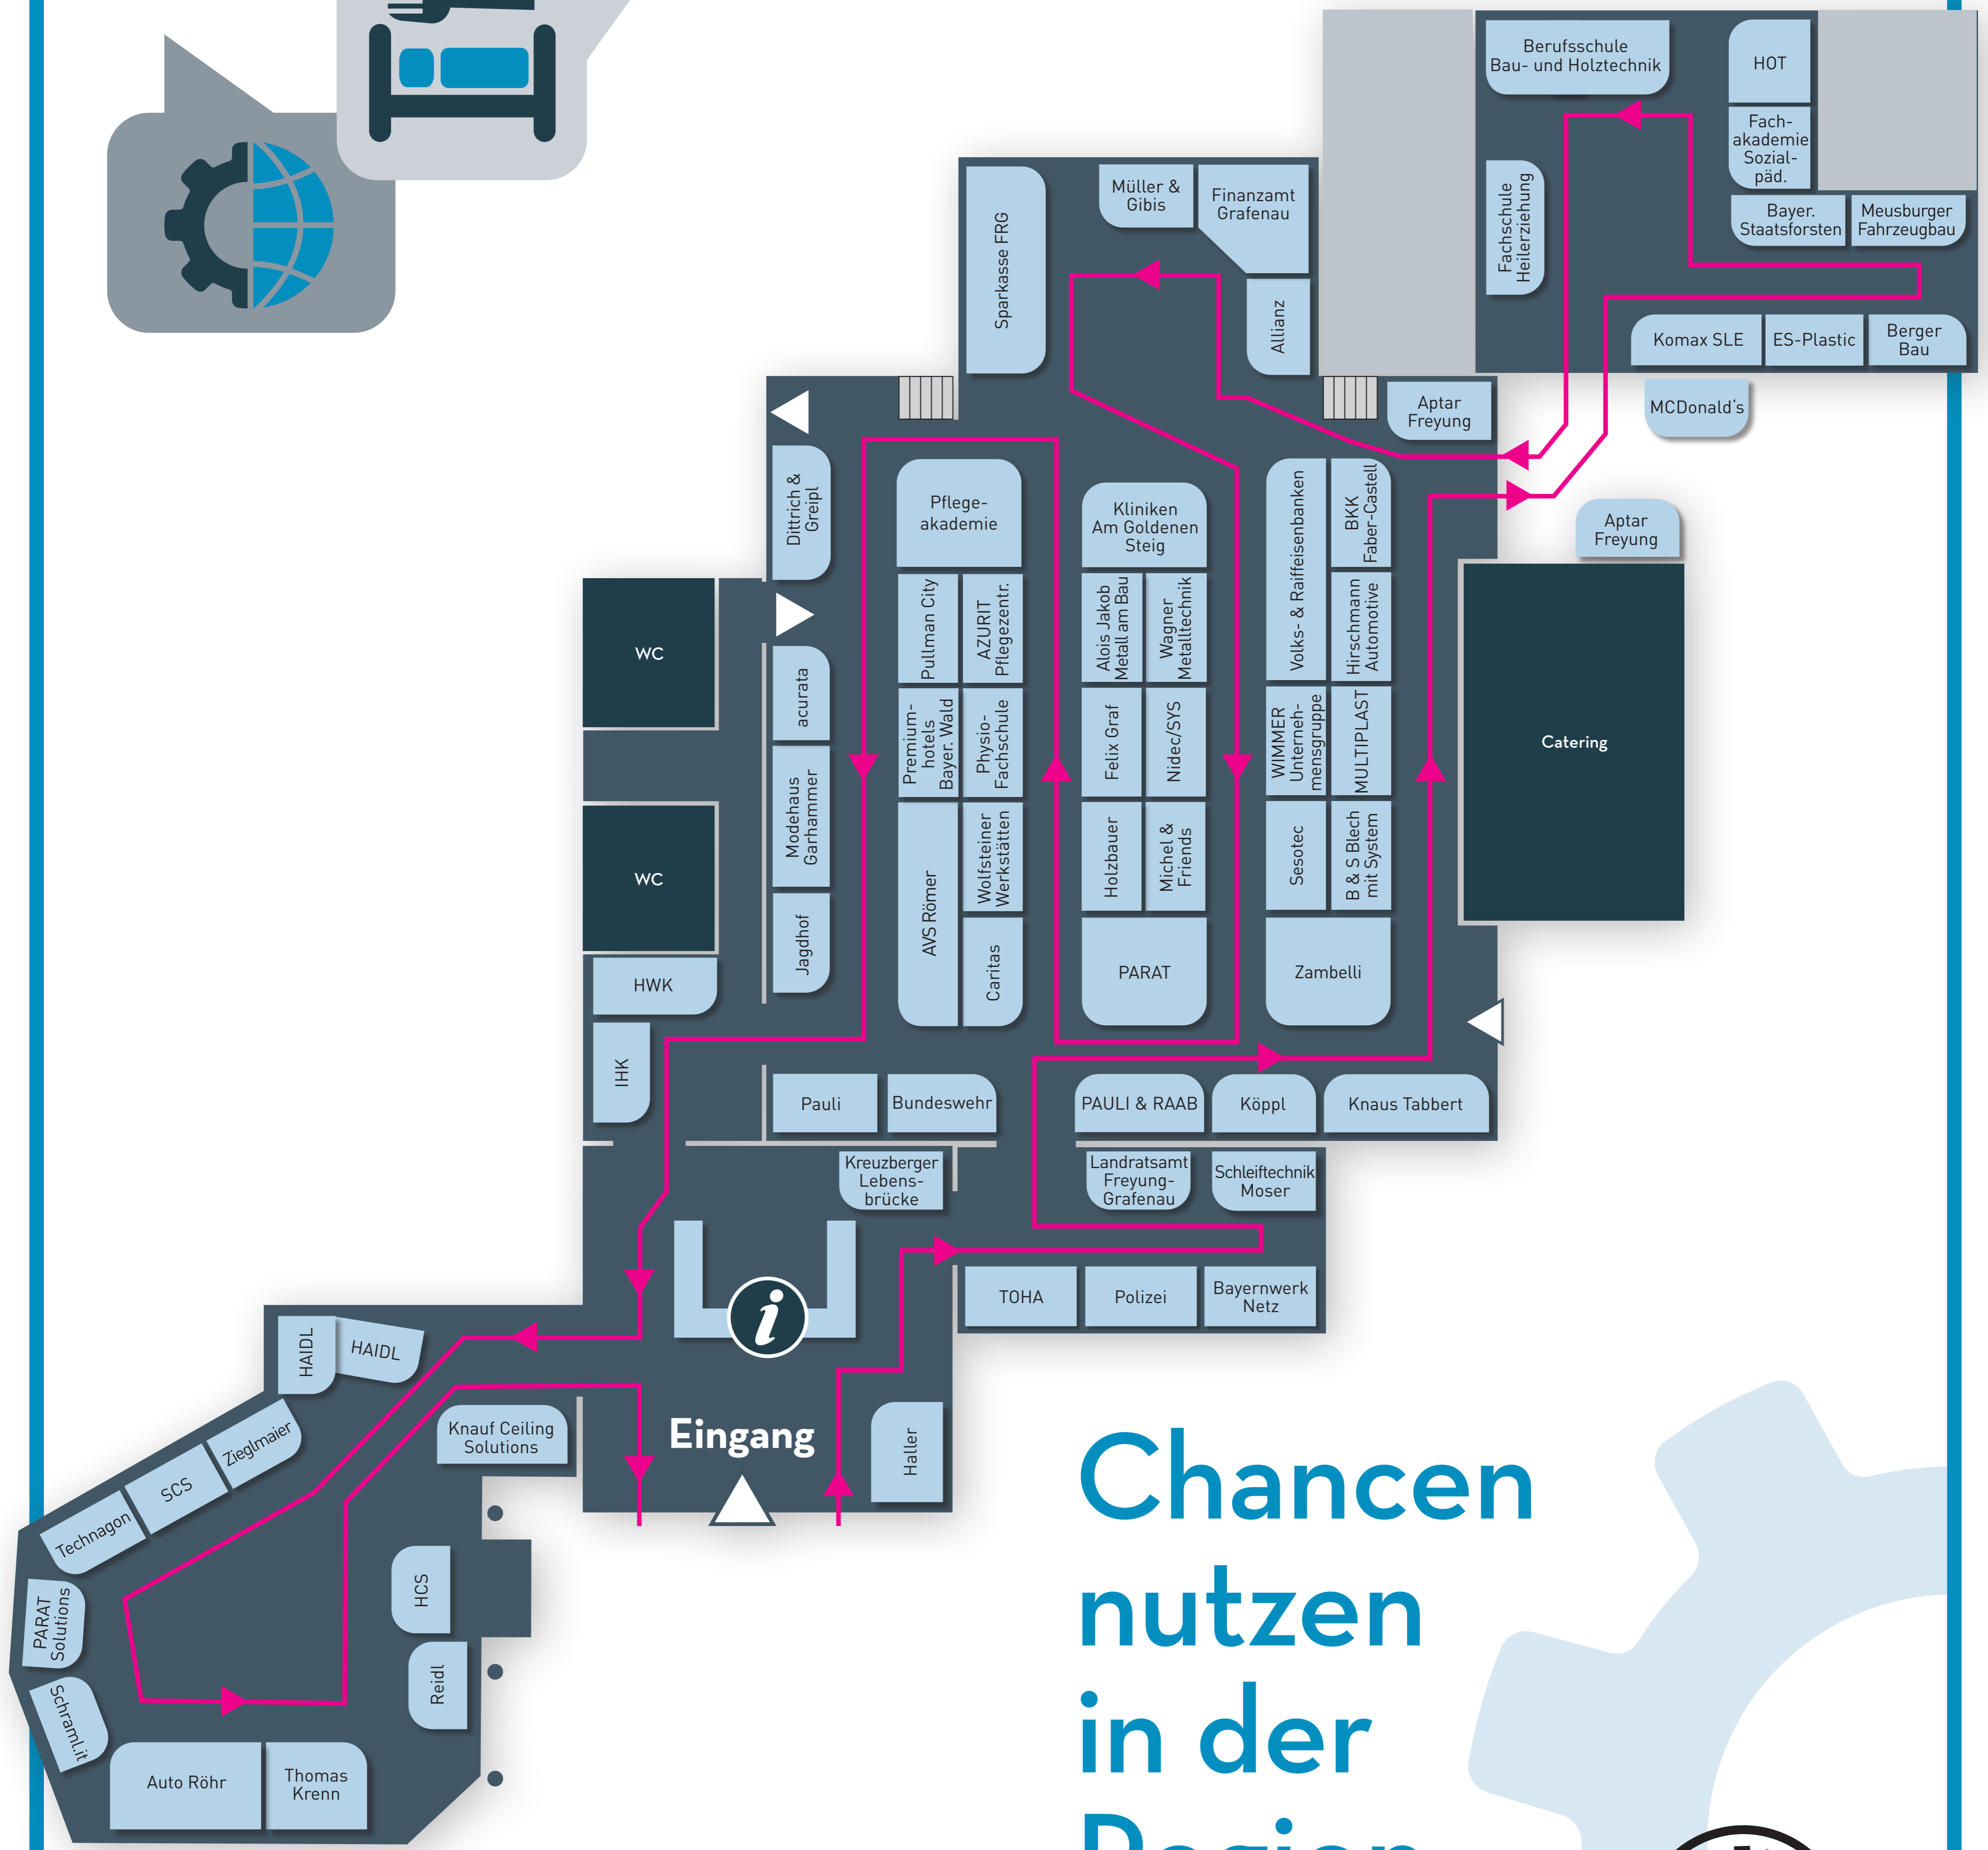 Berufsschule
Bau- und Holztechnik
HOT
Fach-
akademie
Sozial-
päd.
Fachschule
Heilerziehung
Bayer.
Staatsforsten
Meusburger
Fahrzeugbau
Komax SLE
ES-Plastic
Berger
Bau
MCDonald's
Aptar
Freyung
Sparkasse FRG
Müller &
Gibis
Finanzamt
Grafenau
Allianz
Aptar
Freyung
Dittrich &
Greipl
Pflege-
akademie
Kliniken
Am Goldenen
Steig
Volks- & Raiffeisenbanken
BKK
Faber-Castell
Pullman City
AZURIT
Pflegezentr.
Alois Jakob
Metall am Bau
Wagner
Metalltechnik
Hirschmann
Automotive
WC
acurata
Premium-
hotels
Bayer. Wald
Physio-
Fachschule
Felix Graf
Nidec/SYS
WIMMER
Unterneh-
mensgruppe
MULTIPLAST
Catering
WC
Modehaus
Garhammer
AVS Römer
Wolfsteiner
Werkstätten
Holzbauer
Michel &
Friends
Sesotec
B & S Blech
mit System
Jagdhof
Caritas
PARAT
Zambelli
HWK
IHK
Pauli
Bundeswehr
PAULI & RAAB
Köppl
Knaus Tabbert
Kreuzberger
Lebens-
brücke
Landratsamt
Freyung-
Grafenau
Schleiftechnik
Moser
i
TOHA
Polizei
Bayernwerk
Netz
HAIDL
HAIDL
Knauf Ceiling
Solutions
Eingang
Haller
Zieglmaier
SCS
Technagon
PARAT
Solutions
Schraml.it
HCS
Reidl
Auto Röhr
Thomas
Krenn
Chancen
nutzen
in der
Region